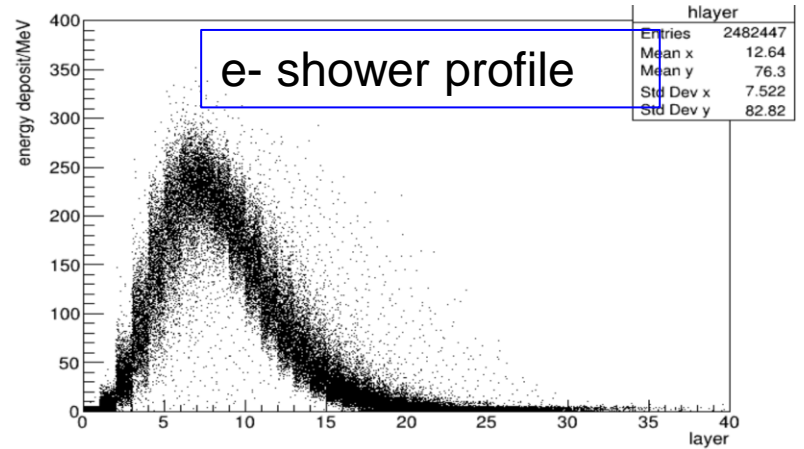 e- shower profile
hlayer
Entries 2482447
Mean x 12.64
Mean y 76.3
Std Dev x 7.522
Std Dev y 82.82
energy deposit/MeV
400
350
300
250
200
150
100
50
0
0 5 10 15 20 25 30 35 40
layer